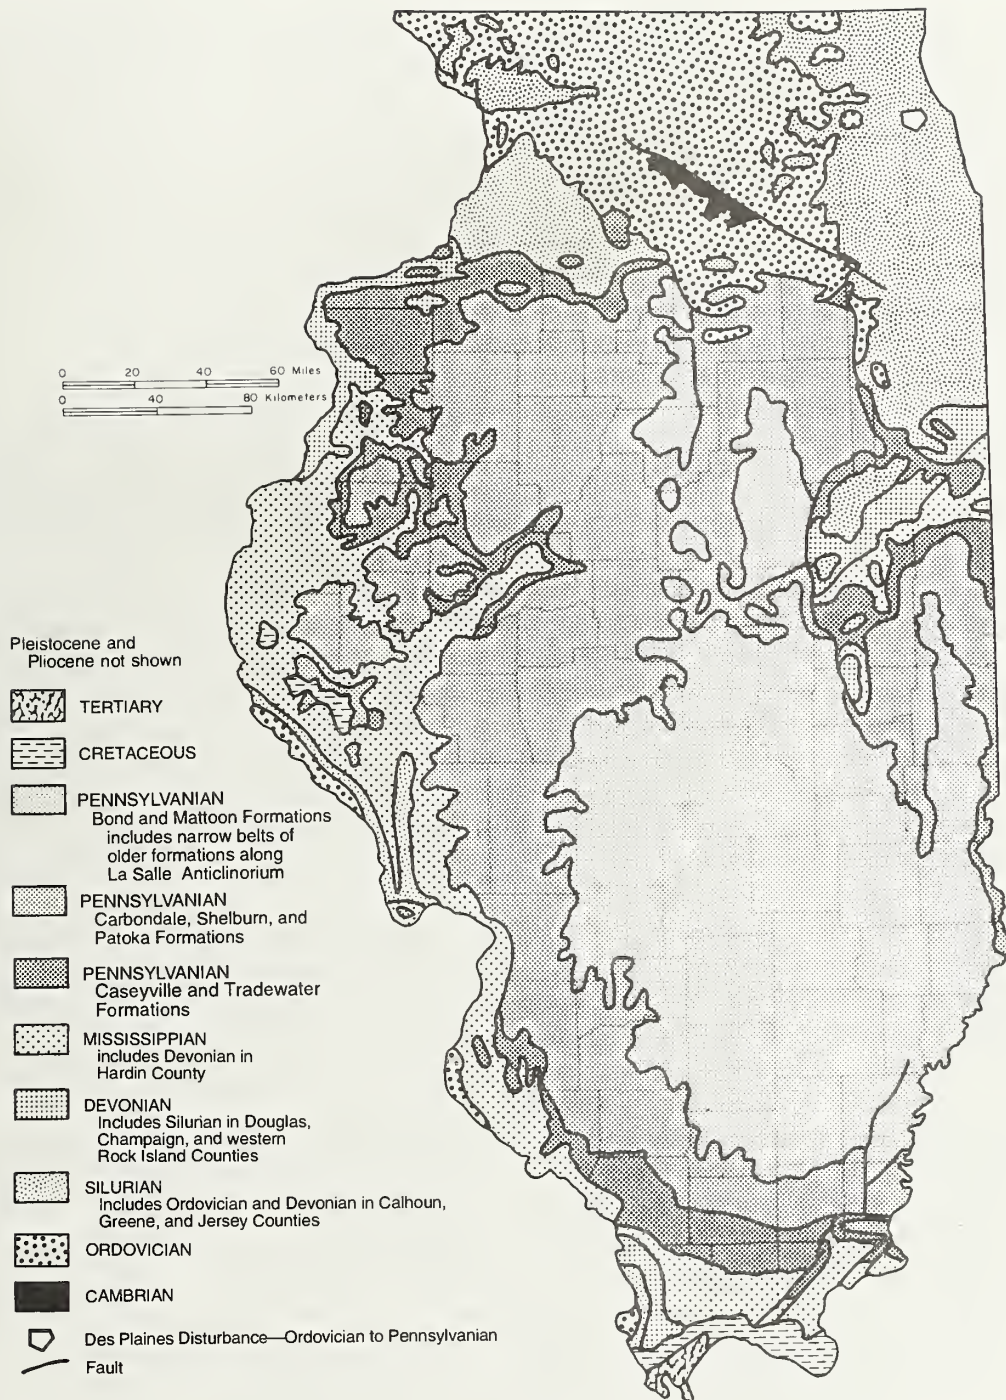 0 20 40 60 Miles
0 40 80 Kilometers
Pleistocene and
Pliocene not shown
TERTIARY
CRETACEOUS
PENNSYLVANIAN
Bond and Mattoon Formations
includes narrow belts of
older formations along
La Salle Anticlinorium
PENNSYLVANIAN
Carbondale, Shelburn, and
Patoka Formations
PENNSYLVANIAN
Caseyville and Tradewater
Formations
MISSISSIPPIAN
includes Devonian in
Hardin County
DEVONIAN
Includes Silurian in Douglas,
Champaign, and western
Rock Island Counties
SILURIAN
Includes Ordovician and Devonian in Calhoun,
Greene, and Jersey Counties
ORDOVICIAN
CAMBRIAN
Des Plaines Disturbance—Ordovician to Pennsylvanian
Fault